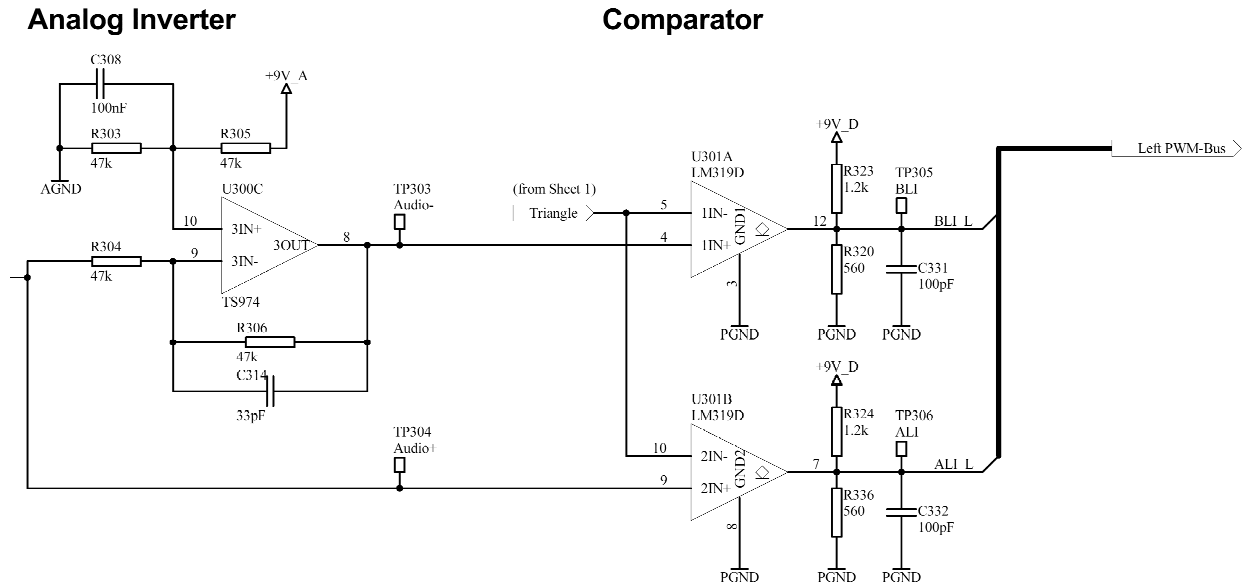 Analog Inverter
Comparator
C308
100nF
+9V_A
R303
47k
R305
47k
AGND
U300C
10
3IN+
9
3IN-
3OUT
8
TS974
R304
47k
R306
47k
C314
33pF
TP303
Audio-
TP304
Audio+
(from Sheet 1)
Triangle
U301A
LM319D
5
1IN-
4
1IN+
GND1
3
PGND
12
+9V_D
R323
1.2k
R320
560
PGND
TP305
BLI
BLI_L
C331
100pF
PGND
Left PWM-Bus
U301B
LM319D
10
2IN-
9
2IN+
GND2
8
PGND
7
+9V_D
R324
1.2k
R336
560
PGND
TP306
ALI
ALI_L
C332
100pF
PGND